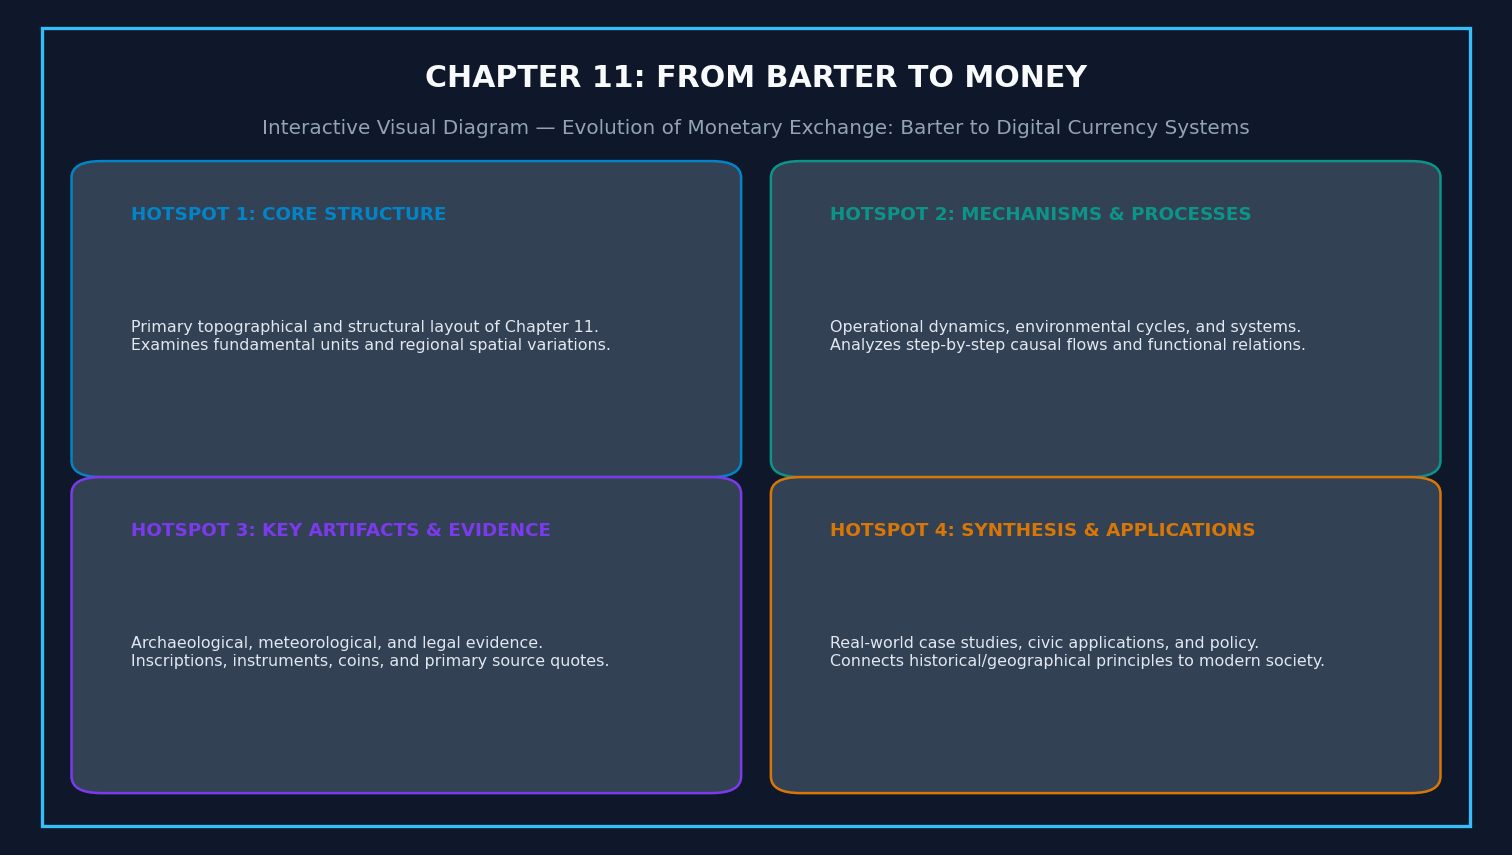 CHAPTER 11: FROM BARTER TO MONEY
Interactive Visual Diagram — Evolution of Monetary Exchange: Barter to Digital Currency Systems
HOTSPOT 1: CORE STRUCTURE
Primary topographical and structural layout of Chapter 11.
Examines fundamental units and regional spatial variations.
HOTSPOT 2: MECHANISMS & PROCESSES
Operational dynamics, environmental cycles, and systems.
Analyzes step-by-step causal flows and functional relations.
HOTSPOT 3: KEY ARTIFACTS & EVIDENCE
Archaeological, meteorological, and legal evidence.
Inscriptions, instruments, coins, and primary source quotes.
HOTSPOT 4: SYNTHESIS & APPLICATIONS
Real-world case studies, civic applications, and policy.
Connects historical/geographical principles to modern society.